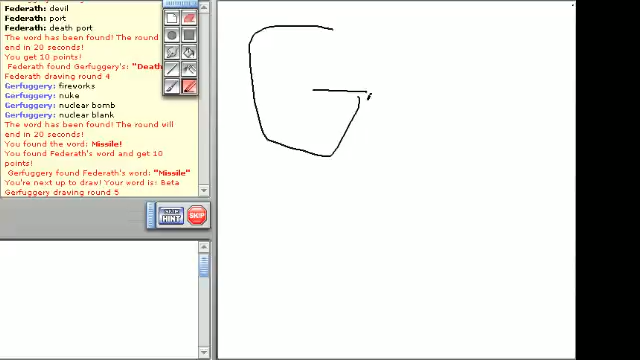 Federath: devil
Federath: port
Federath: death port
The word has been found! The round
end in 20 seconds!
You get 10 points!
Federath found Gerfuggery's: "Death
Federath drawing round 4
Gerfuggery: fireworks
Gerfuggery: nuke
Gerfuggery: nuclear bomb
Gerfuggery: nuclear blank
The word has been found! The round will
end in 20 seconds!
You found the word: Missile!
You found Federath's word and get 10
points!
Gerfuggery found Federath's word: "Missile"
You're next up to draw! Your word is: Beta
Gerfuggery drawing round 5
HINT
SKIP
G